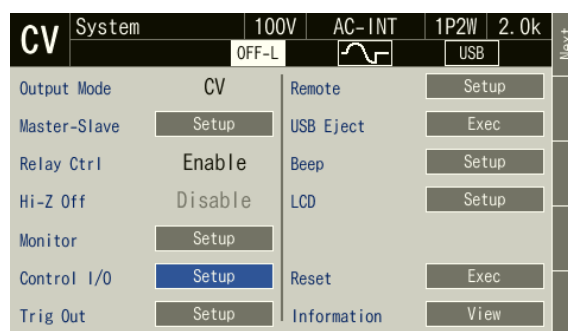 CV System 100V AC-INT 1P2W 2.0k
OFF-L USB
Next
Output Mode CV Remote Setup
Master-Slave Setup USB Eject Exec
Relay Ctrl Enable Beep Setup
Hi-Z Off Disable LCD Setup
Monitor Setup
Control I/O Setup Reset Exec
Trig Out Setup Information View